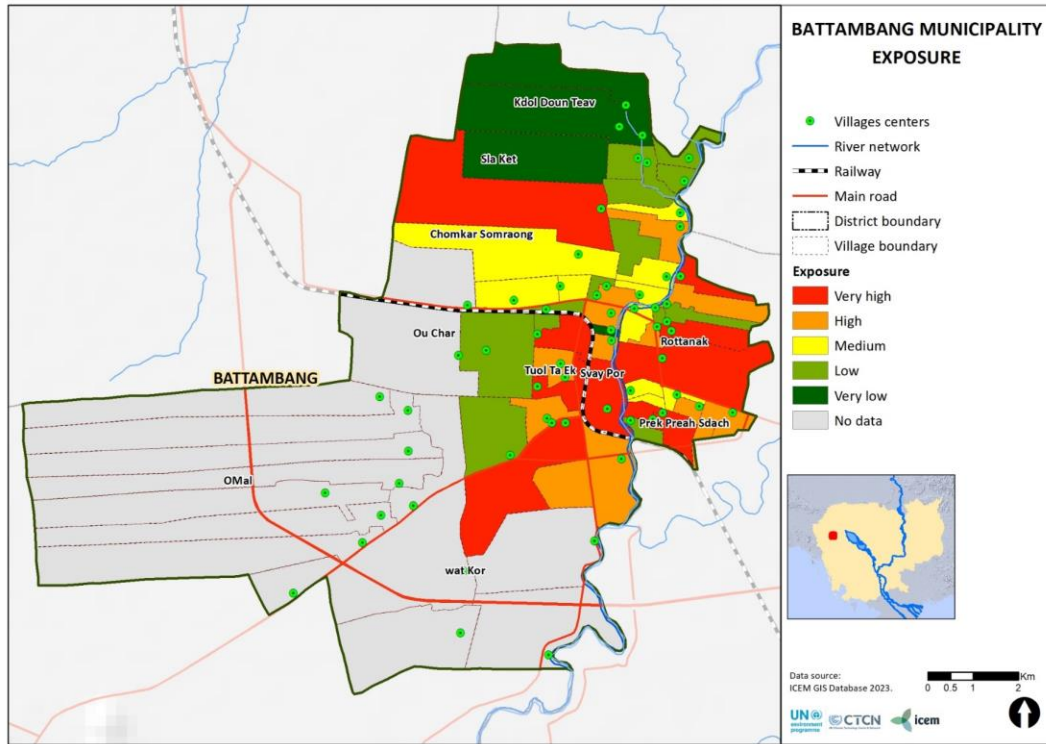 BATTAMBANG MUNICIPALITY
EXPOSURE
Villages centers
River network
Railway
Main road
District boundary
Village boundary
Exposure
Very high
High
Medium
Low
Very low
No data
Kdol Doun Teav
Sla Ket
Chomkar Somraong
Ou Char
Rottanak
Tuol Ta Ek
Svay Por
BATTAMBANG
Prek Preah Sdach
OMal
wat Kor
Data source:
ICEM GIS Database 2023.
Km
0 0.5 1 2
UN
environment
programme
CTCN
icem